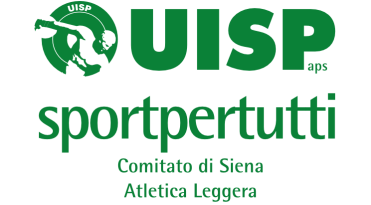 UISP
UISP
aps
sportpertutti
Comitato di Siena
Atletica Leggera